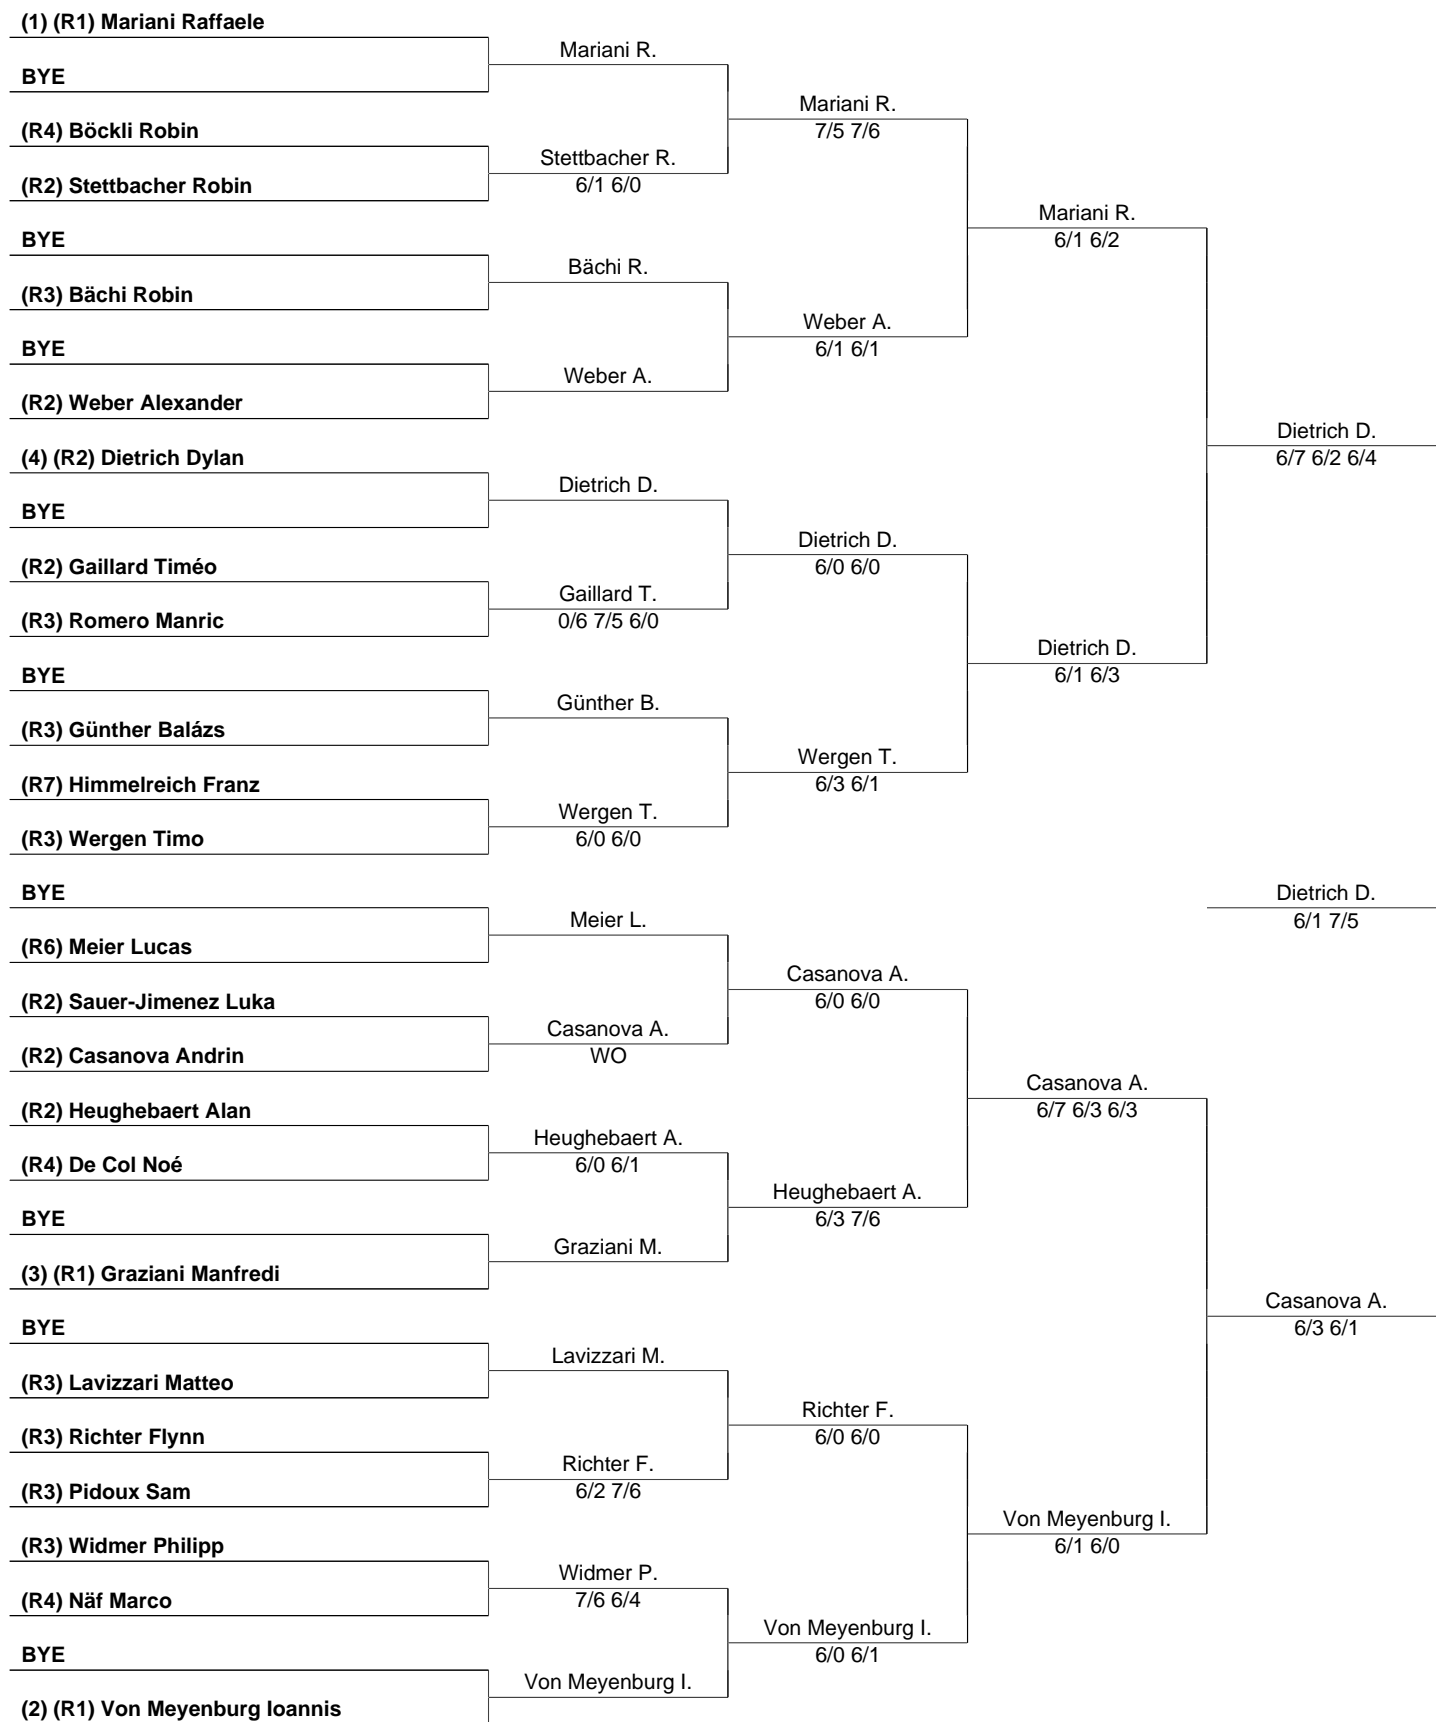 (1) (R1) Mariani Raffaele
BYE
(R4) Böckli Robin
(R2) Stettbacher Robin
BYE
(R3) Bächi Robin
BYE
(R2) Weber Alexander
(4) (R2) Dietrich Dylan
BYE
(R2) Gaillard Timéo
(R3) Romero Manric
BYE
(R3) Günther Balázs
(R7) Himmelreich Franz
(R3) Wergen Timo
BYE
(R6) Meier Lucas
(R2) Sauer-Jimenez Luka
(R2) Casanova Andrin
(R2) Heughebaert Alan
(R4) De Col Noé
BYE
(3) (R1) Graziani Manfredi
BYE
(R3) Lavizzari Matteo
(R3) Richter Flynn
(R3) Pidoux Sam
(R3) Widmer Philipp
(R4) Näf Marco
BYE
(2) (R1) Von Meyenburg Ioannis
Mariani R.
Stettbacher R.
6/1 6/0
Bächi R.
Weber A.
Dietrich D.
Gaillard T.
0/6 7/5 6/0
Günther B.
Wergen T.
6/0 6/0
Meier L.
Casanova A.
WO
Heughebaert A.
6/0 6/1
Graziani M.
Lavizzari M.
Richter F.
6/2 7/6
Widmer P.
7/6 6/4
Von Meyenburg I.
Mariani R.
7/5 7/6
Weber A.
6/1 6/1
Dietrich D.
6/0 6/0
Wergen T.
6/3 6/1
Casanova A.
6/0 6/0
Heughebaert A.
6/3 7/6
Richter F.
6/0 6/0
Von Meyenburg I.
6/0 6/1
Mariani R.
6/1 6/2
Dietrich D.
6/1 6/3
Casanova A.
6/7 6/3 6/3
Von Meyenburg I.
6/1 6/0
Dietrich D.
6/7 6/2 6/4
Dietrich D.
6/1 7/5
Casanova A.
6/3 6/1